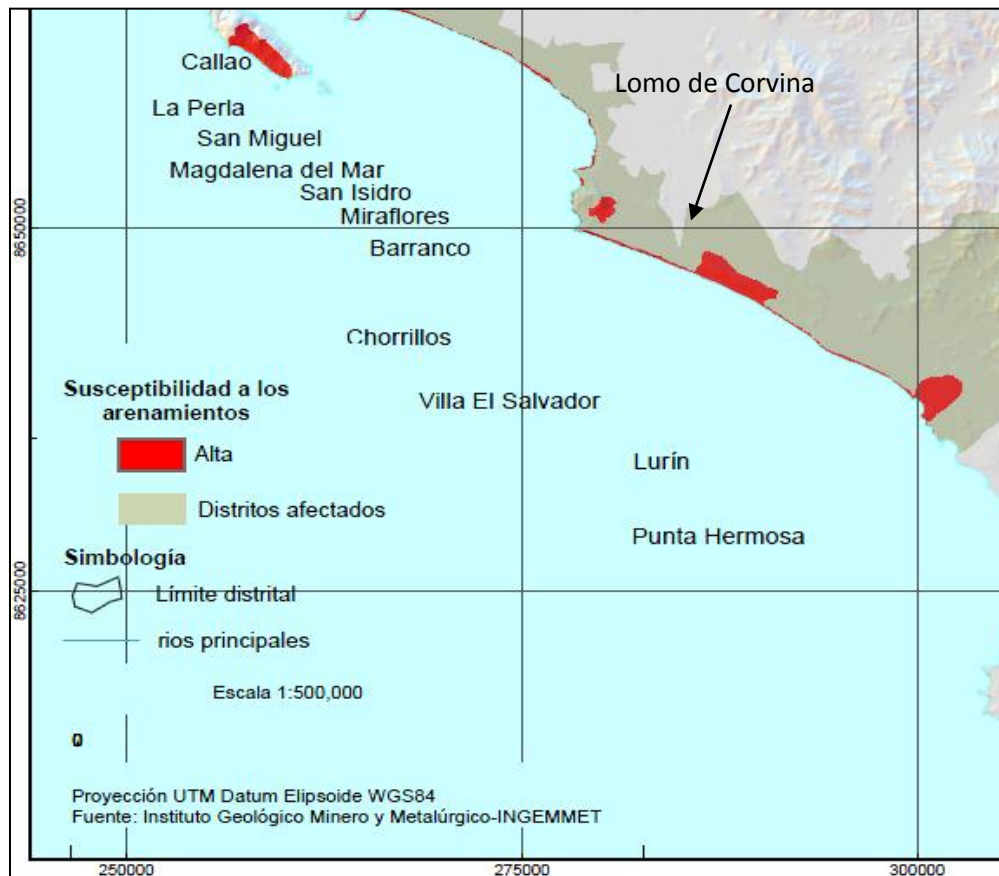 Lomo de Corvina
Callao
La Perla
San Miguel
Magdalena del Mar
San Isidro
Miraflores
Barranco
Chorrillos
Villa El Salvador
Lurín
Punta Hermosa
8650000
8625000
Susceptibilidad a los
arenamientos
Alta
Distritos afectados
Simbología
Límite distrital
rios principales
Escala 1:500,000
Proyección UTM Datum Elipsoide WGS84
Fuente: Instituto Geológico Minero y Metalúrgico-INGEMMET
250000
275000
300000